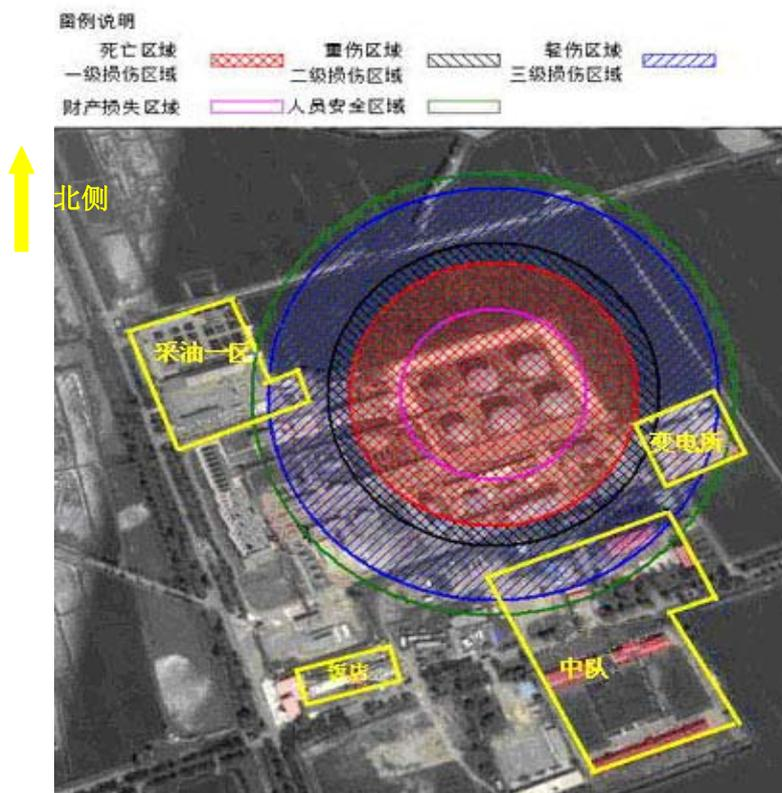 图例说明
死亡区域 重伤区域 轻伤区域
一级损伤区域 二级损伤区域 三级损伤区域
财产损失区域 人员安全区域
北侧
采油一区
变电所
饭店
中队